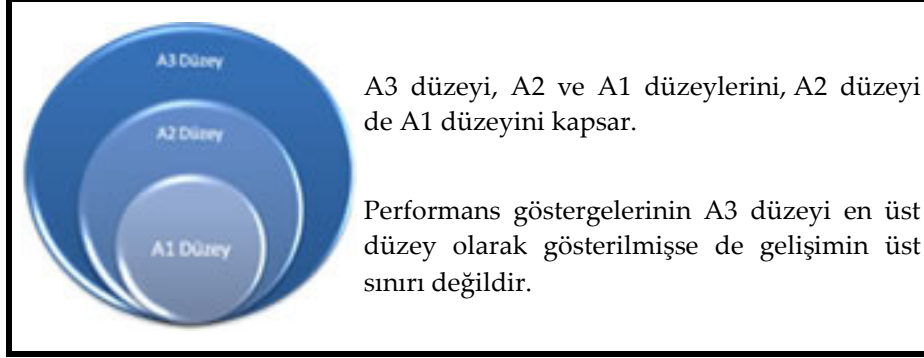 A3 Düzey
A2 Düzey
A1 Düzey
A3 düzeyi, A2 ve A1 düzeylerini, A2 düzeyi
de A1 düzeyini kapsar.
Performans göstergelerinin A3 düzeyi en üst
düzey olarak gösterilmişse de gelişimin üst
sınırı değildir.